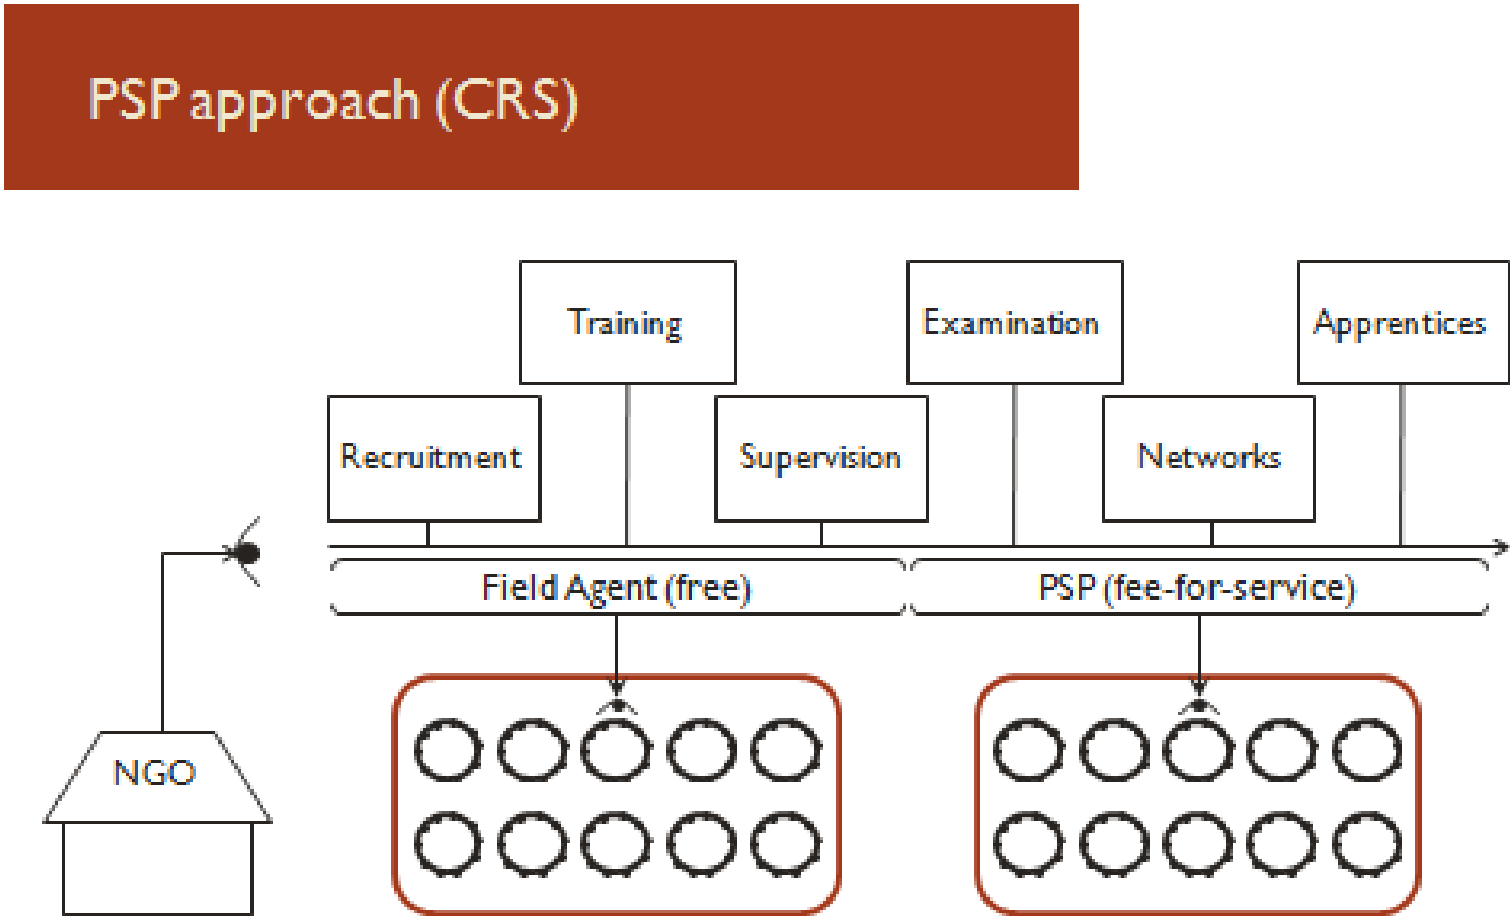 PSP approach (CRS)
Training
Examination
Apprentices
Recruitment
Supervision
Networks
Field Agent (free)
PSP (fee-for-service)
NGO